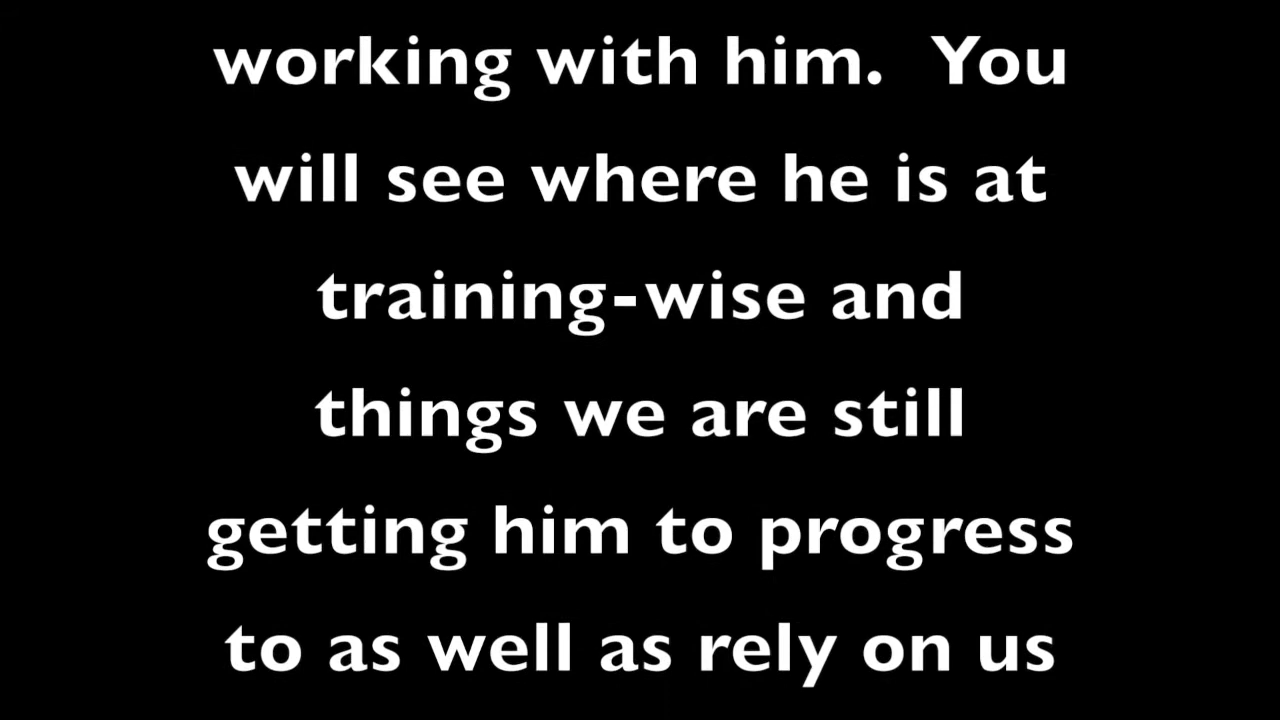 working with him.  You
will see where he is at
training-wise and
things we are still
getting him to progress
to as well as rely on us